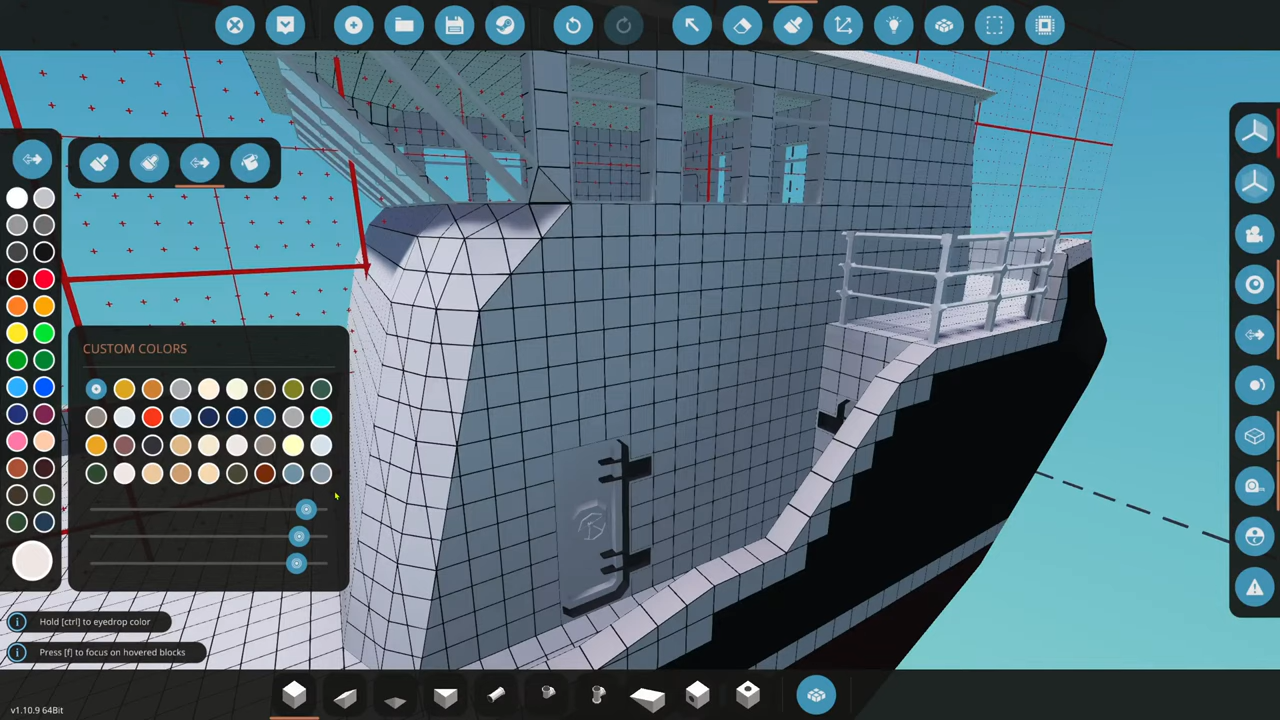 CUSTOM COLORS
Hold [ctrl] to eyedrop color
Press [f] to focus on hovered blocks
v1.10.9 64Bit